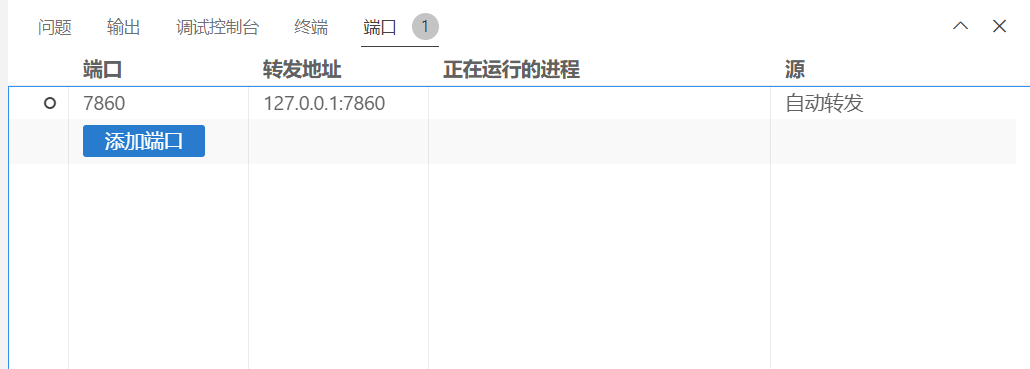 问题 输出 调试控制台 终端 端口 1
端口 转发地址 正在运行的进程 源
7860 127.0.0.1:7860 自动转发
添加端口